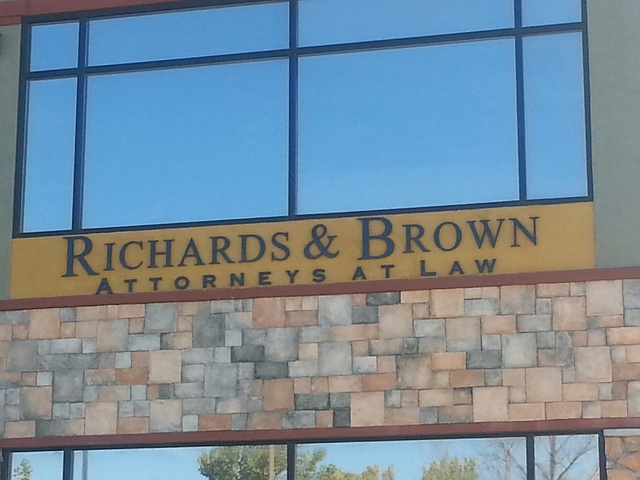 RICHARDS & BROWN
ATTORNEYS AT LAW